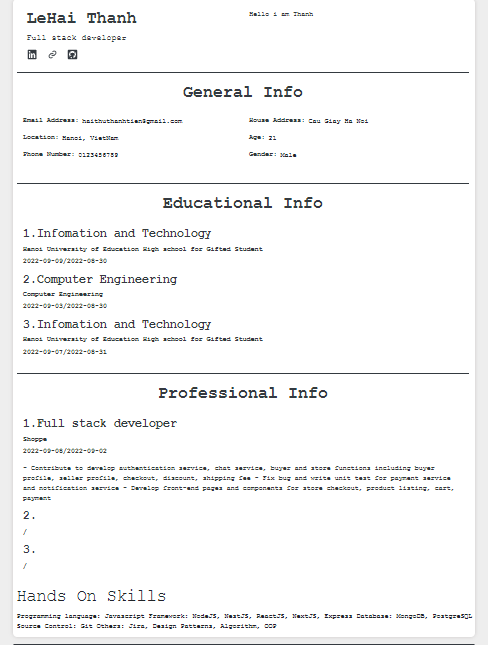 LeHai Thanh
Hello i am Thanh
Full stack developer
General Info
Email Address: haithuthanhtien@gmail.com
House Address: Cau Giay Ha Noi
Location: Hanoi, VietNam
Age: 21
Phone Number: 0123456789
Gender: Male
Educational Info
1.Infomation and Technology
Hanoi University of Education High school for Gifted Student
2022-09-09/2022-08-30
2.Computer Engineering
Computer Engineering
2022-09-03/2022-08-30
3.Infomation and Technology
Hanoi University of Education High school for Gifted Student
2022-09-07/2022-08-31
Professional Info
1.Full stack developer
Shoppe
2022-09-08/2022-09-02
- Contribute to develop authentication service, chat service, buyer and store functions including buyer
profile, seller profile, checkout, discount, shipping fee - Fix bug and write unit test for payment service
and notification service - Develop front-end pages and components for store checkout, product listing, cart,
payment
2.
/
3.
/
Hands On Skills
Programming language: Javascript Framework: NodeJS, NestJS, ReactJS, NextJS, Express Database: MongoDB, PostgreSQL
Source Control: Git Others: Jira, Design Patterns, Algorithm, OOP